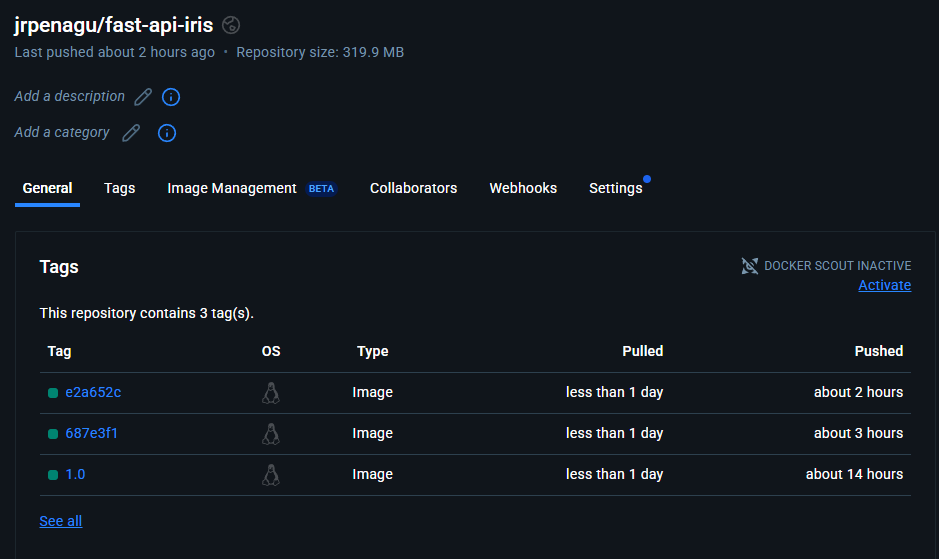 jrpenagu/fast-api-iris
Last pushed about 2 hours ago • Repository size: 319.9 MB
Add a description
Add a category
General Tags Image Management BETA Collaborators Webhooks Settings
Tags DOCKER SCOUT INACTIVE
Activate
This repository contains 3 tag(s).
Tag OS Type Pulled Pushed
e2a652c Image less than 1 day about 2 hours
687e3f1 Image less than 1 day about 3 hours
1.0 Image less than 1 day about 14 hours
See all